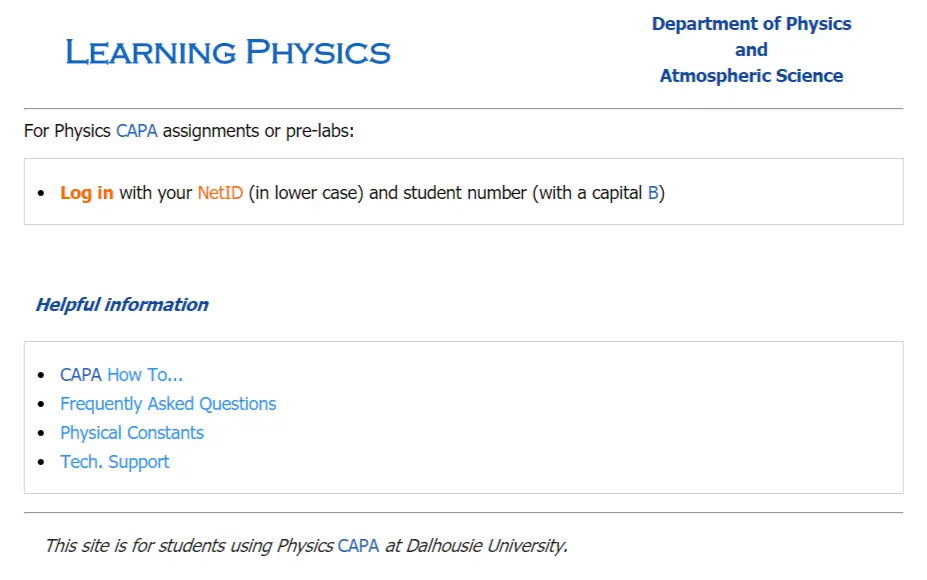 LEARNING PHYSICS
Department of Physics
and
Atmospheric Science
For Physics CAPA assignments or pre-labs:
• Log in with your NetID (in lower case) and student number (with a capital B)
Helpful information
• CAPA How To...
• Frequently Asked Questions
• Physical Constants
• Tech. Support
This site is for students using Physics CAPA at Dalhousie University.